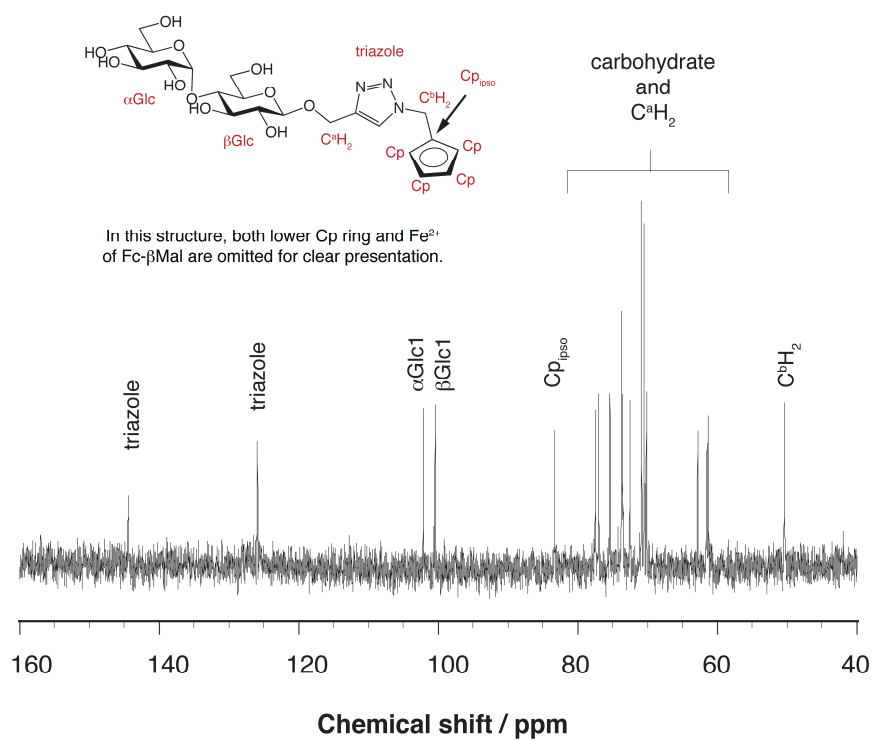 OH
HO
HO
O
HO
O
OH
αGlc
HO
O
OH
O
βGlc
CᵃH₂
triazole
N
N
N
CᵇH₂
Cpᵢₚₛₒ
Cp
Cp
Cp
Cp
In this structure, both lower Cp ring and Fe²⁺
of Fc-βMal are omitted for clear presentation.
carbohydrate
and
CᵃH₂
triazole
triazole
αGlc1
βGlc1
Cpᵢₚₛₒ
CᵇH₂
160 140 120 100 80 60 40
Chemical shift / ppm